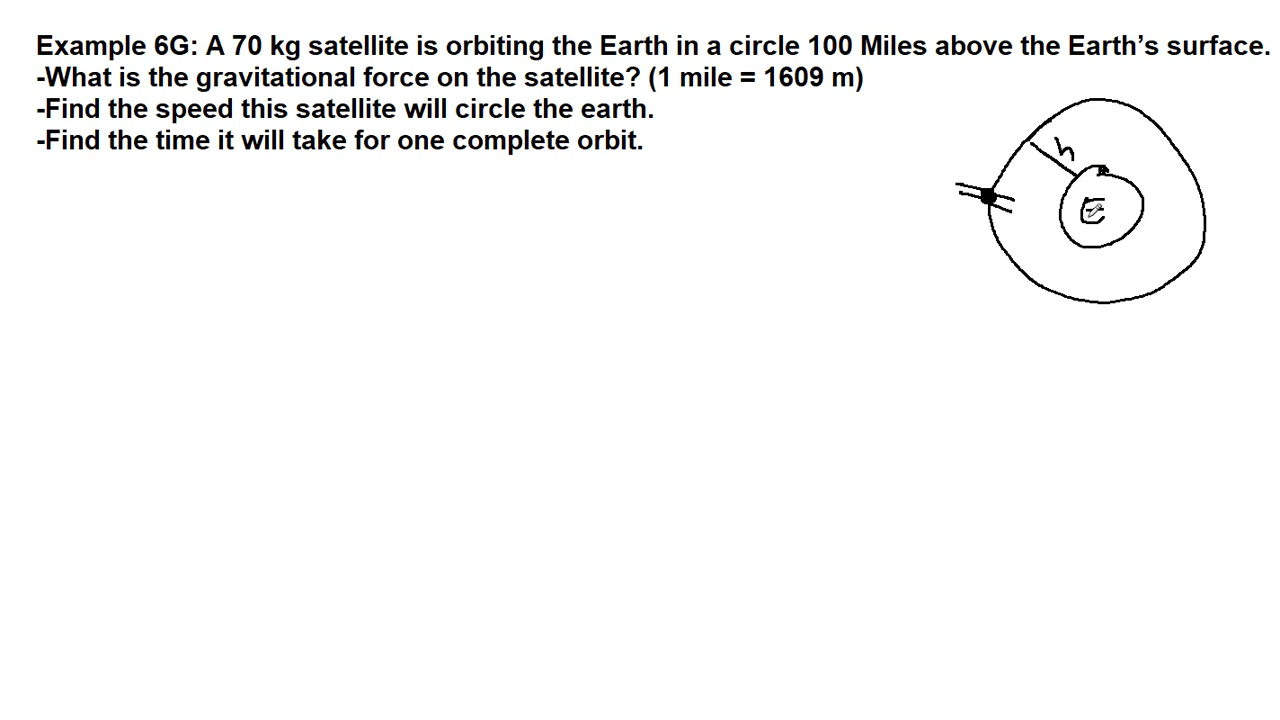 Example 6G: A 70 kg satellite is orbiting the Earth in a circle 100 Miles above the Earth’s surface.
-What is the gravitational force on the satellite? (1 mile = 1609 m)
-Find the speed this satellite will circle the earth.
-Find the time it will take for one complete orbit.
h
E